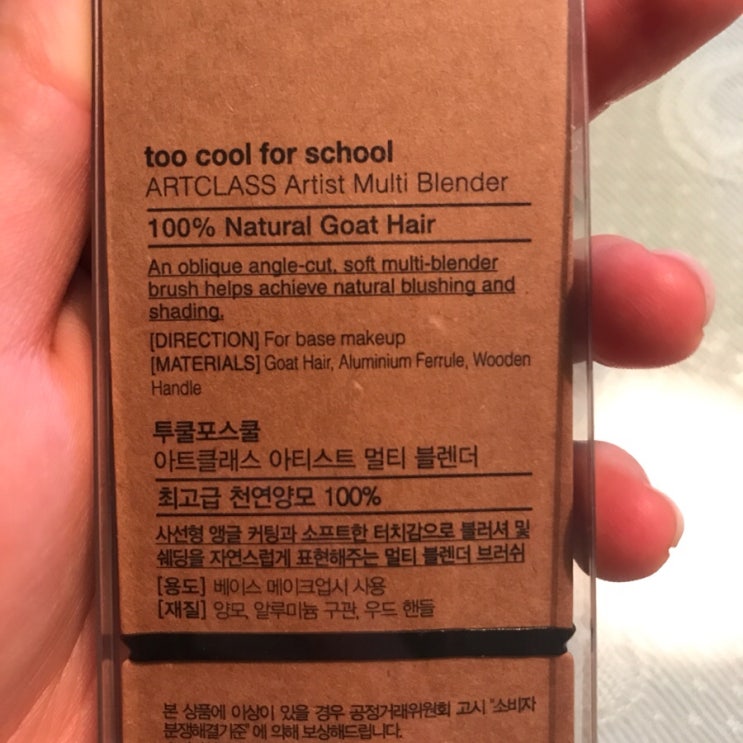 too cool for school
ARTCLASS Artist Multi Blender
100% Natural Goat Hair
An oblique angle-cut, soft multi-blender
brush helps achieve natural blushing and
shading.
[DIRECTION] For base makeup
[MATERIALS] Goat Hair, Aluminium Ferrule, Wooden
Handle
투쿨포스쿨
아트클래스 아티스트 멀티 블렌더
최고급 천연양모 100%
사선형 앵글 커팅과 소프트한 터치감으로 블러셔 및
쉐딩을 자연스럽게 표현해주는 멀티 블렌더 브러쉬
[용도] 베이스 메이크업시 사용
[재질] 양모, 알루미늄 구관, 우드 핸들
본 상품에 이상이 있을 경우 공정거래위원회 고시 "소비자
분쟁해결기준"에 의해 보상해드립니다.